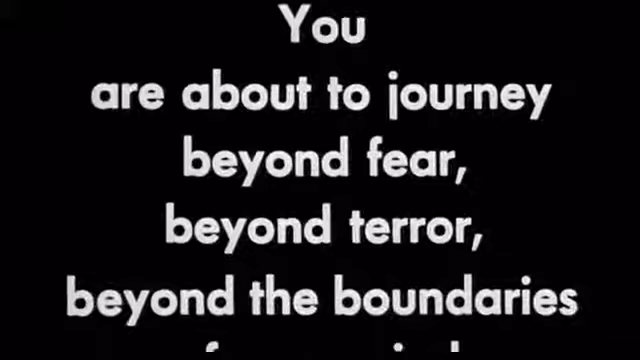 You
are about to journey
beyond fear,
beyond terror,
beyond the boundaries